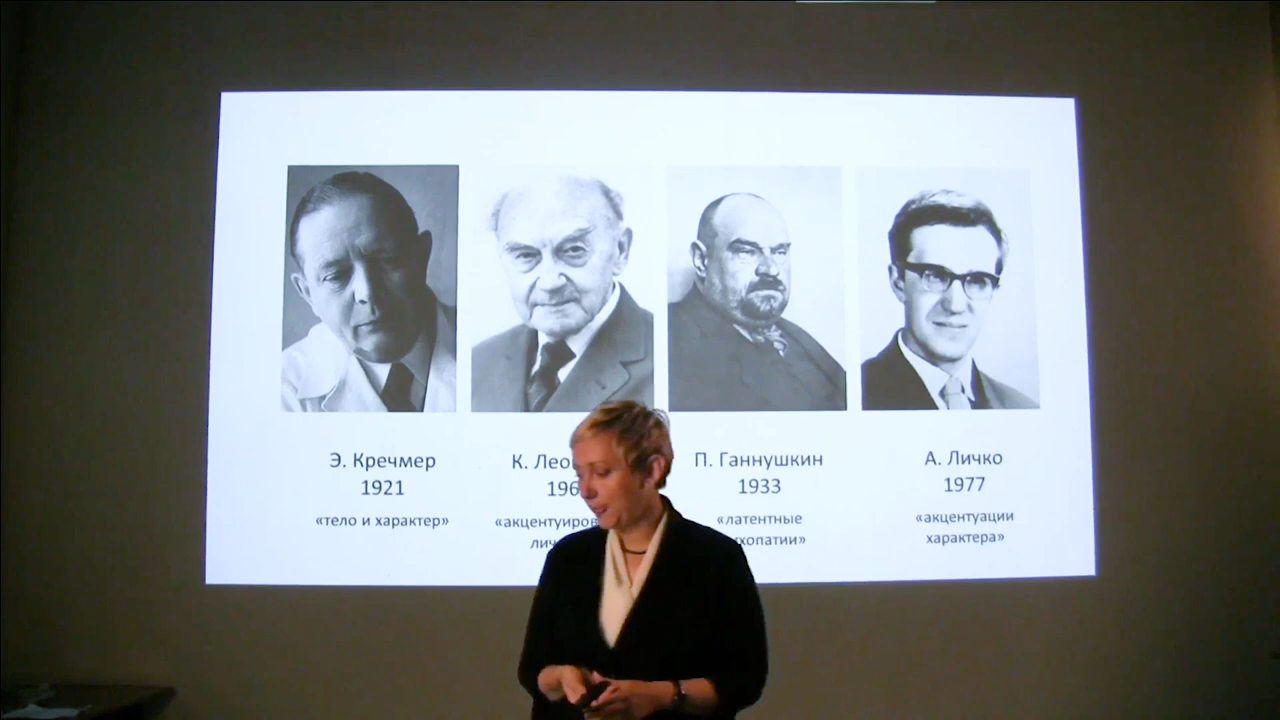 Э. Кречмер
1921
«тело и характер»
К.
«латентные
П. Ганнушкин
1933
А. Личко
1977
«акцентуации
характера»